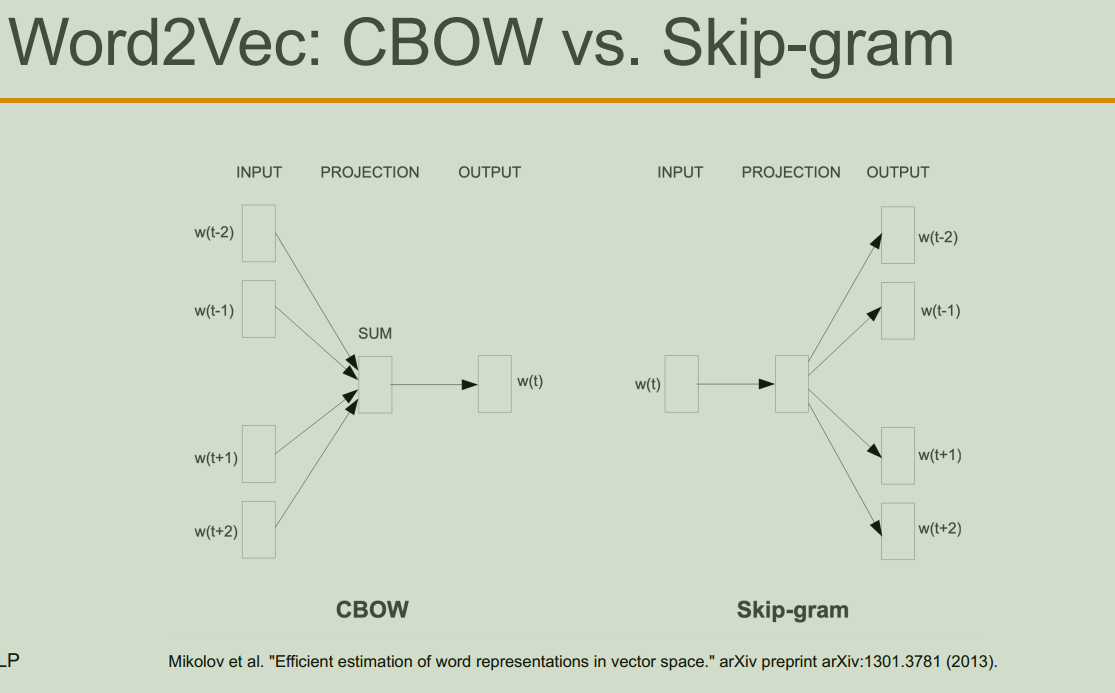 Word2Vec: CBOW vs. Skip-gram
INPUT PROJECTION OUTPUT
w(t-2)
w(t-1)
SUM
w(t)
w(t+1)
w(t+2)
CBOW
INPUT PROJECTION OUTPUT
w(t-2)
w(t-1)
w(t)
w(t+1)
w(t+2)
Skip-gram
LP
Mikolov et al. "Efficient estimation of word representations in vector space." arXiv preprint arXiv:1301.3781 (2013).